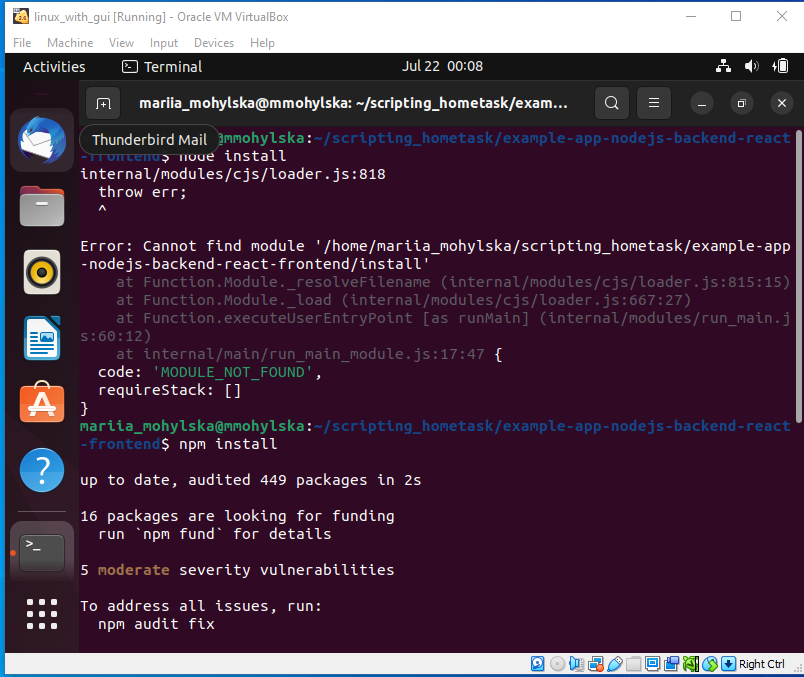 linux_with_gui [Running] - Oracle VM VirtualBox
File Machine View Input Devices Help
Activities Terminal Jul 22 00:08
mariia_mohylska@mmohylska: ~/scripting_hometask/exam...
Thunderbird Mail
@mmohylska:~/scripting_hometask/example-app-nodejs-backend-react
-frontend$ node install
internal/modules/cjs/loader.js:818
throw err;
^
Error: Cannot find module '/home/mariia_mohylska/scripting_hometask/example-app
-nodejs-backend-react-frontend/install'
at Function.Module._resolveFilename (internal/modules/cjs/loader.js:815:15)
at Function.Module._load (internal/modules/cjs/loader.js:667:27)
at Function.executeUserEntryPoint [as runMain] (internal/modules/run_main.j
s:60:12)
at internal/main/run_main_module.js:17:47 {
code: 'MODULE_NOT_FOUND',
requireStack: []
}
mariia_mohylska@mmohylska:~/scripting_hometask/example-app-nodejs-backend-react
-frontend$ npm install
up to date, audited 449 packages in 2s
16 packages are looking for funding
run `npm fund` for details
5 moderate severity vulnerabilities
To address all issues, run:
npm audit fix
Right Ctrl